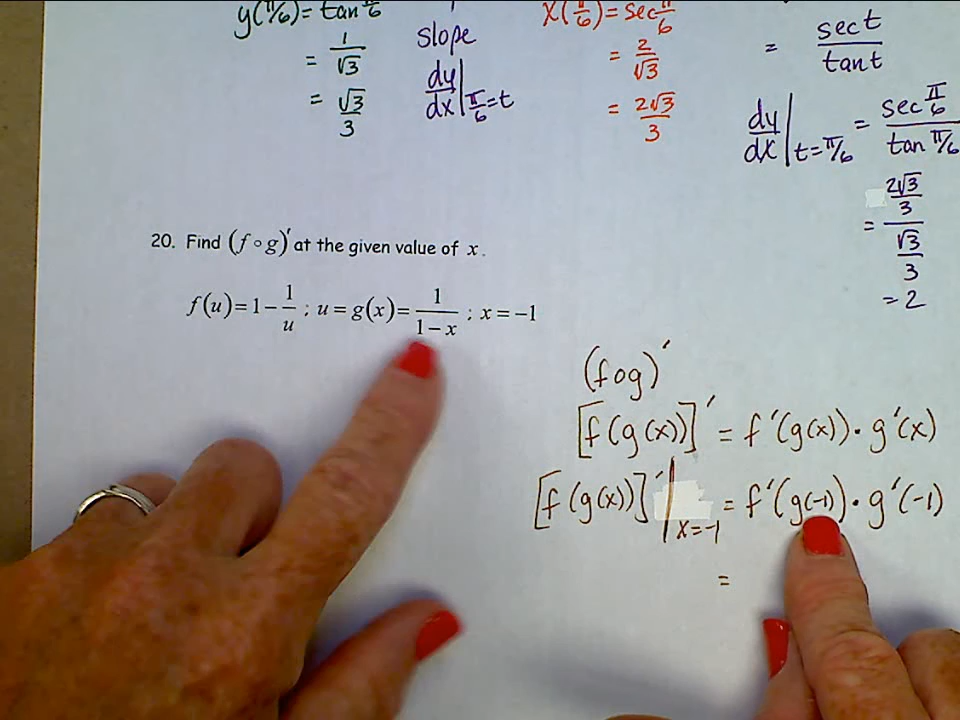 y(π/6) = tan π/6
= 1/√3
= √3/3
slope
dy/dx | π/6 = t
x(π/6) = sec π/6
= 2/√3
= 2√3/3
= sec t / tan t
dy/dx | t = π/6 = sec π/6 / tan π/6
= 2√3/3 / √3/3
= 2
20. Find (f∘g)′ at the given value of x.
f(u) = 1 − 1/u ; u = g(x) = 1/(1−x) ; x = −1
(f∘g)′
[f(g(x))]′ = f′(g(x)) · g′(x)
[f(g(x))]′ | x=−1 = f′(g(−1)) · g′(−1)
=